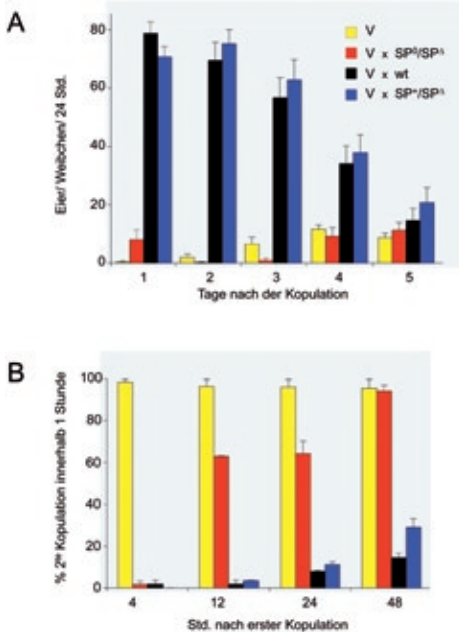 A
V
V x SP⁰/SPᐃ
V x wt
V x SP⁺/SPᐃ
Eier/ Weibchen/ 24 Std.
80
60
40
20
0
1 2 3 4 5
Tage nach der Kopulation
B
% 2te Kopulation innerhalb 1 Stunde
100
80
60
40
20
0
4 12 24 48
Std. nach erster Kopulation